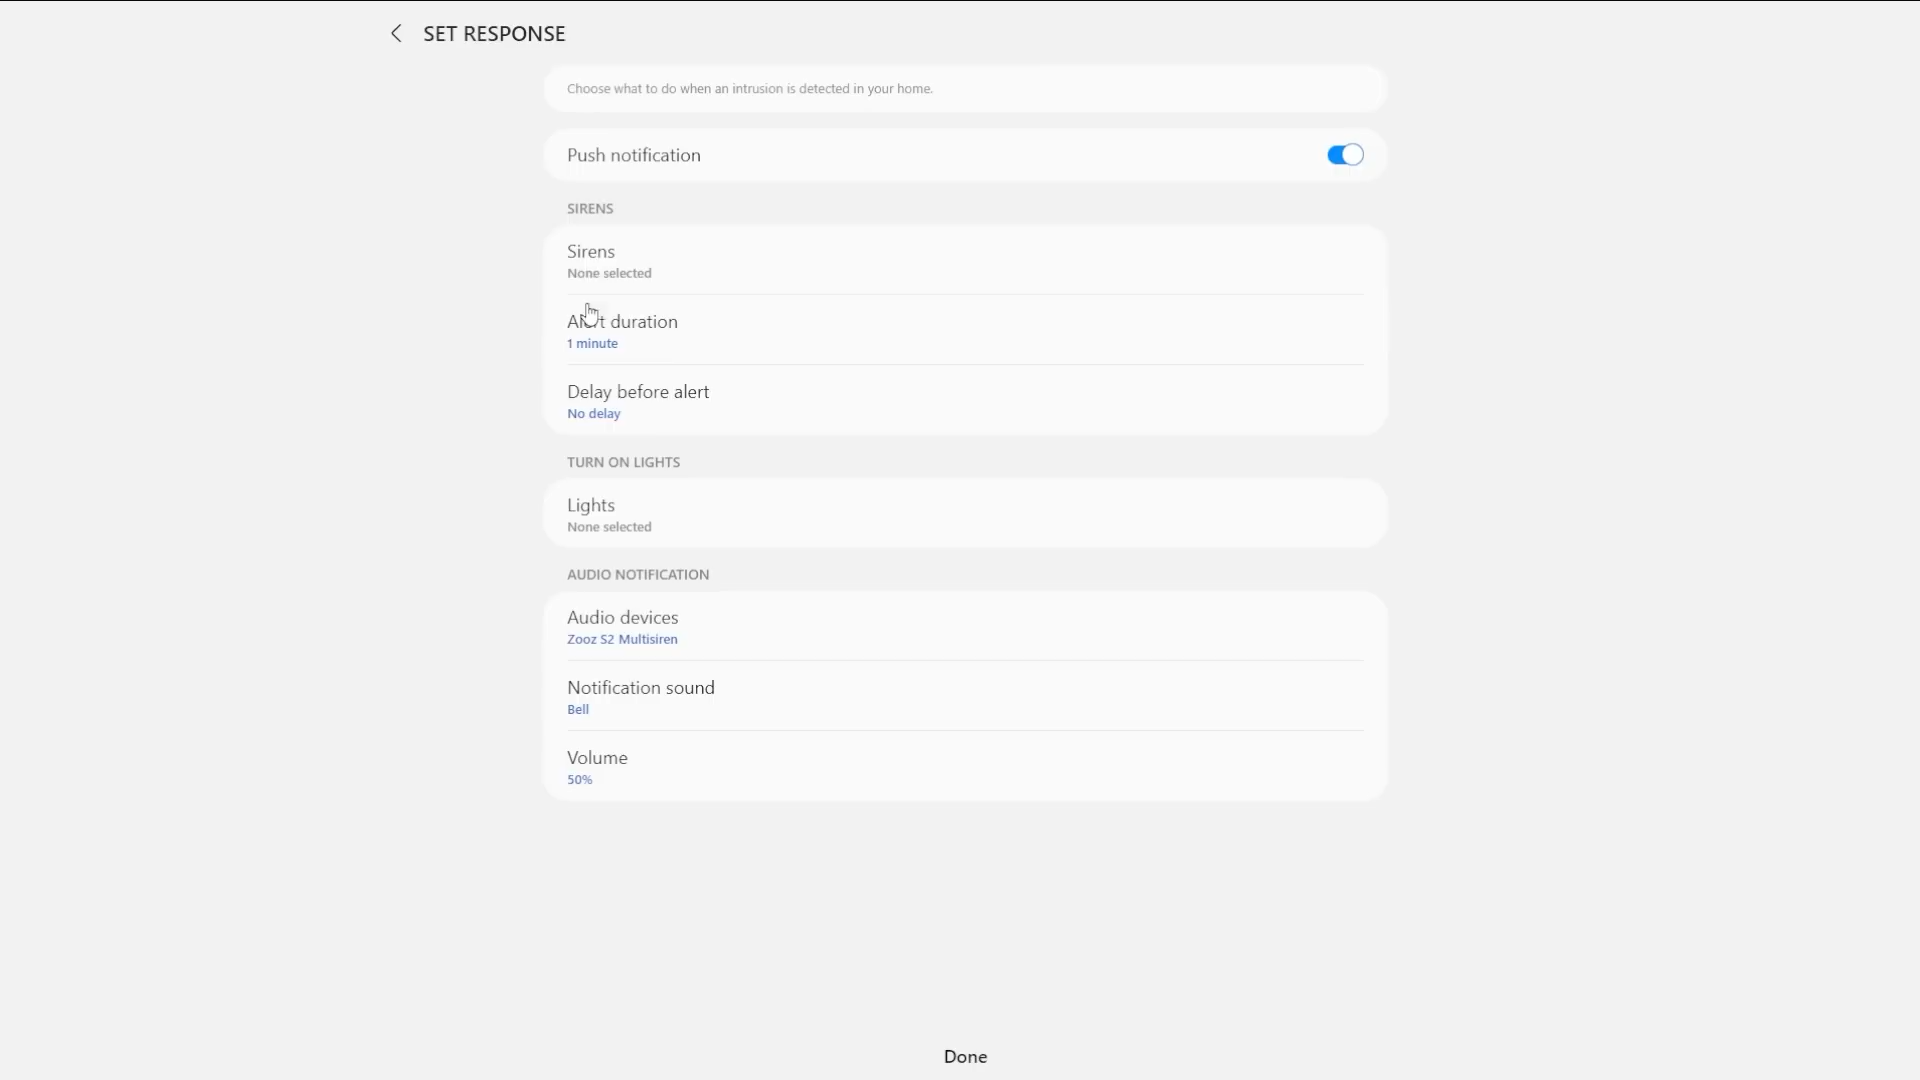 SET RESPONSE
Choose what to do when an intrusion is detected in your home.
Push notification
SIRENS
Sirens
None selected
Alert duration
1 minute
Delay before alert
No delay
TURN ON LIGHTS
Lights
None selected
AUDIO NOTIFICATION
Audio devices
Zooz S2 Multisiren
Notification sound
Bell
Volume
50%
Done